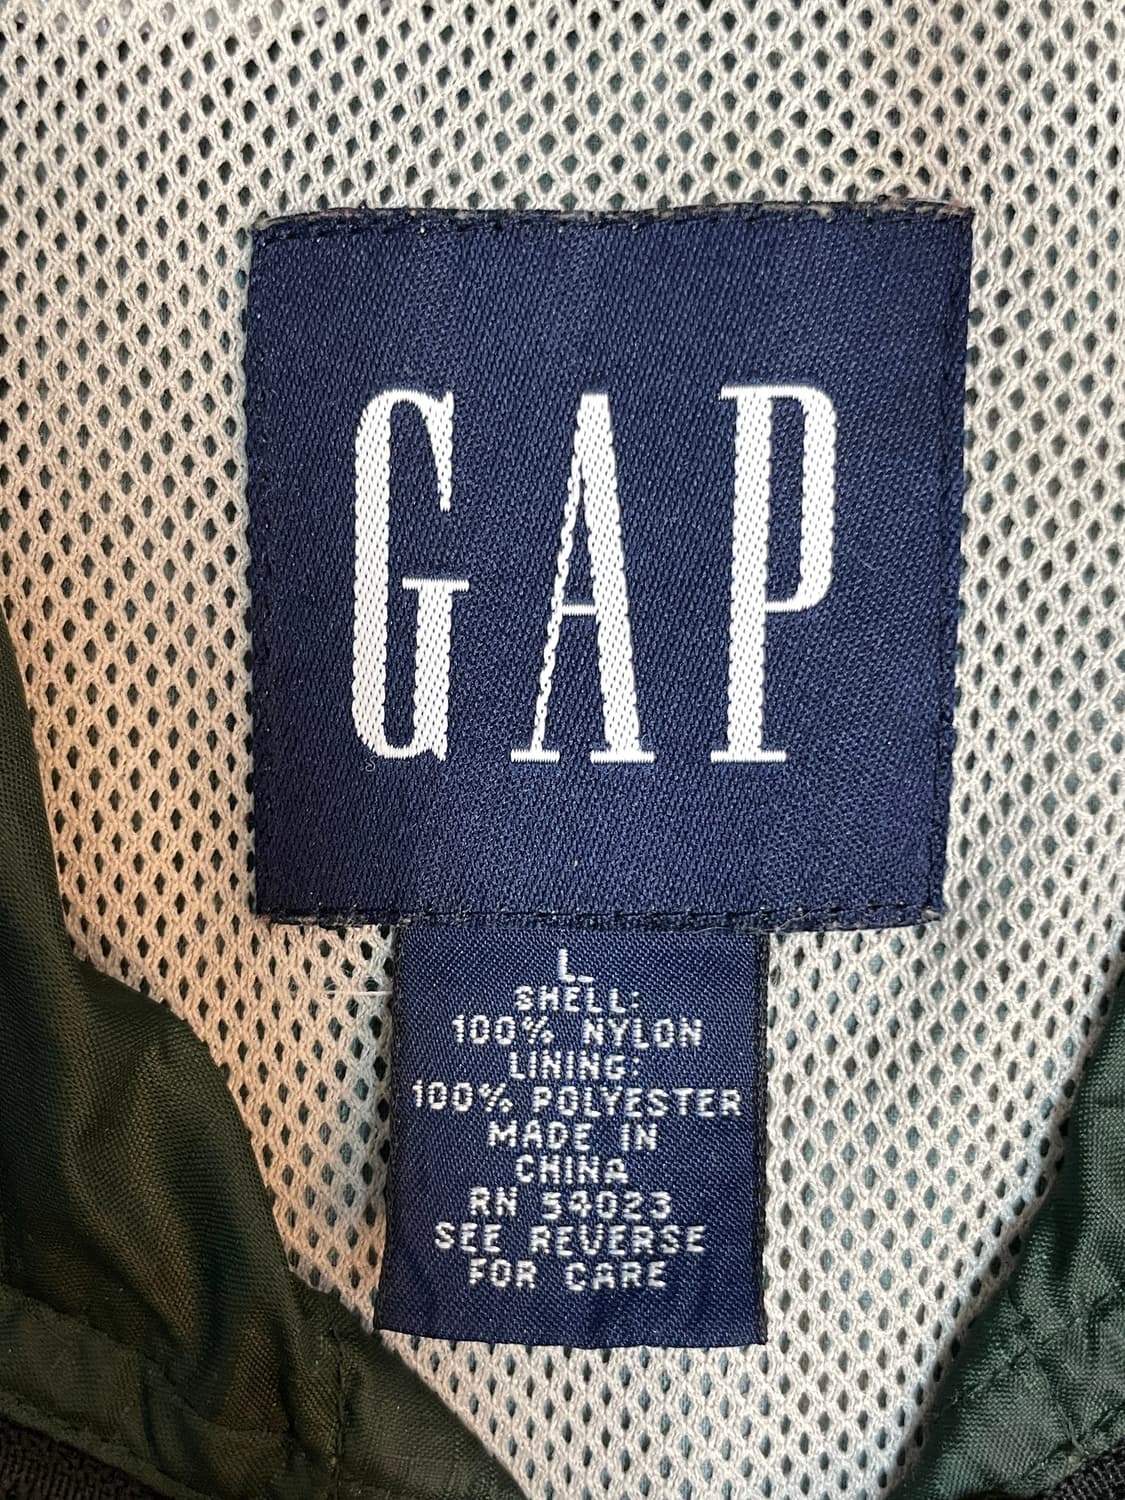 GAP
L
SHELL:
100% NYLON
LINING:
100% POLYESTER
MADE IN
CHINA
RN 54023
SEE REVERSE
FOR CARE